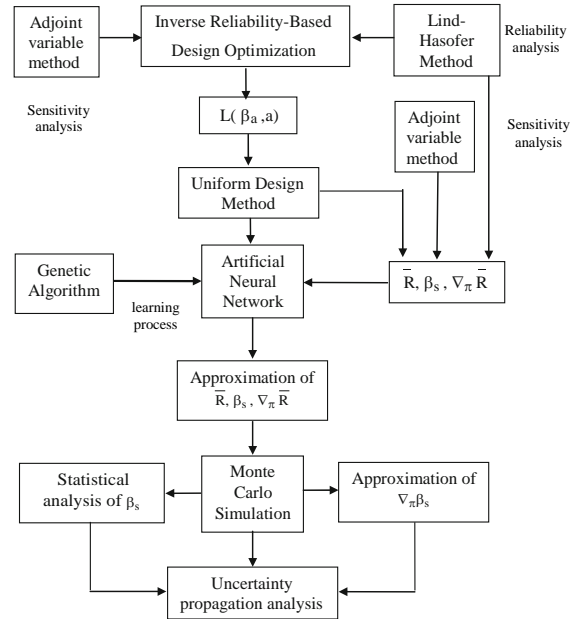 Adjoint
variable
method
Inverse Reliability-Based
Design Optimization
Lind-
Hasofer
Method
Reliability
analysis
Sensitivity
analysis
L( βa ,a)
Adjoint
variable
method
Sensitivity
analysis
Uniform Design
Method
Genetic
Algorithm
learning
process
Artificial
Neural
Network
R̅, βs , ∇π R̅
Approximation of
R̅, βs , ∇π R̅
Statistical
analysis of βs
Monte
Carlo
Simulation
Approximation of
∇πβs
Uncertainty
propagation analysis